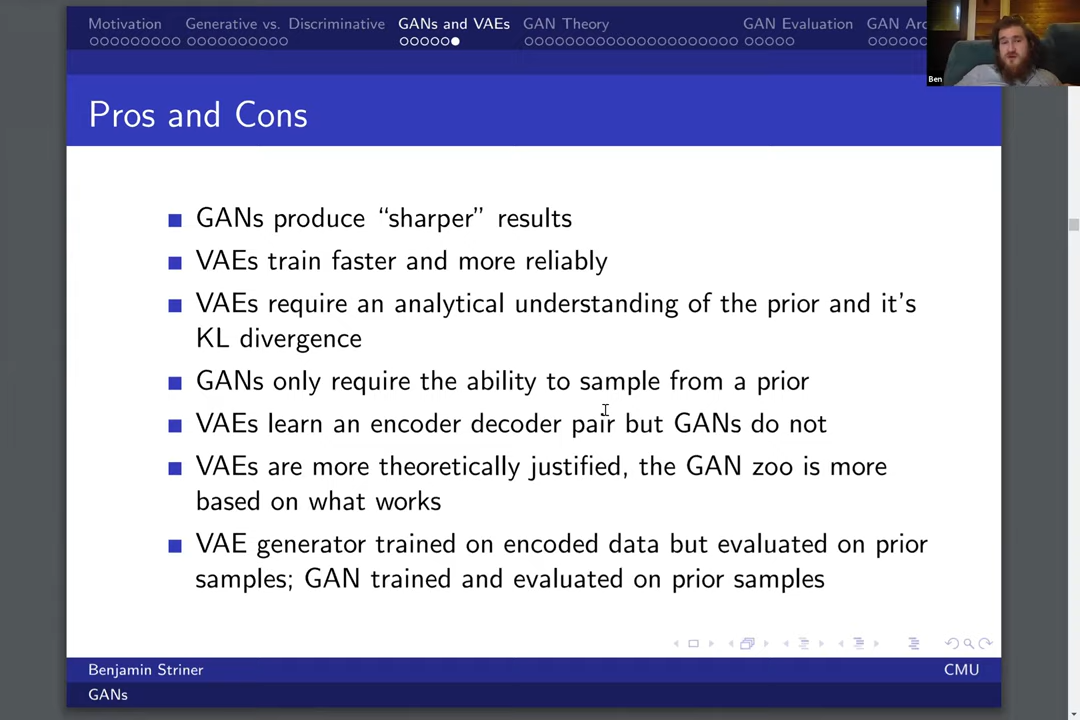 Motivation Generative vs. Discriminative GANs and VAEs GAN Theory GAN Evaluation GAN Arc
Ben
Pros and Cons
GANs produce “sharper” results
VAEs train faster and more reliably
VAEs require an analytical understanding of the prior and it's
KL divergence
GANs only require the ability to sample from a prior
VAEs learn an encoder decoder pair but GANs do not
VAEs are more theoretically justified, the GAN zoo is more
based on what works
VAE generator trained on encoded data but evaluated on prior
samples; GAN trained and evaluated on prior samples
Benjamin Striner CMU
GANs